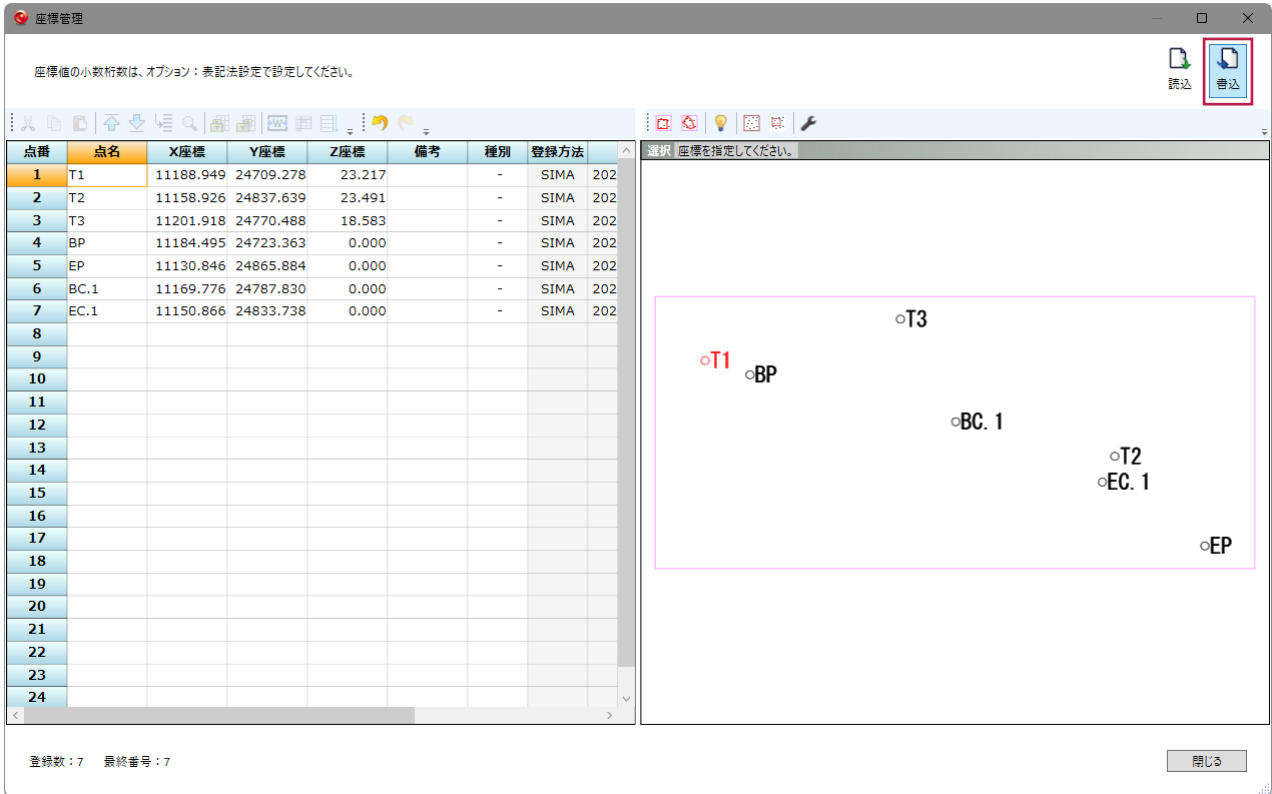 座標管理
座標値の小数桁数は、オプション：表記法設定で設定してください。
読込 書込
点番 点名 X座標 Y座標 Z座標 備考 種別 登録方法
1 T1 11188.949 24709.278 23.217 - SIMA 202
2 T2 11158.926 24837.639 23.491 - SIMA 202
3 T3 11201.918 24770.488 18.583 - SIMA 202
4 BP 11184.495 24723.363 0.000 - SIMA 202
5 EP 11130.846 24865.884 0.000 - SIMA 202
6 BC.1 11169.776 24787.830 0.000 - SIMA 202
7 EC.1 11150.866 24833.738 0.000 - SIMA 202
8
9
10
11
12
13
14
15
16
17
18
19
20
21
22
23
24
選択 座標を指定してください。
T3
T1
BP
BC. 1
T2
EC. 1
EP
登録数：7 最終番号：7
閉じる